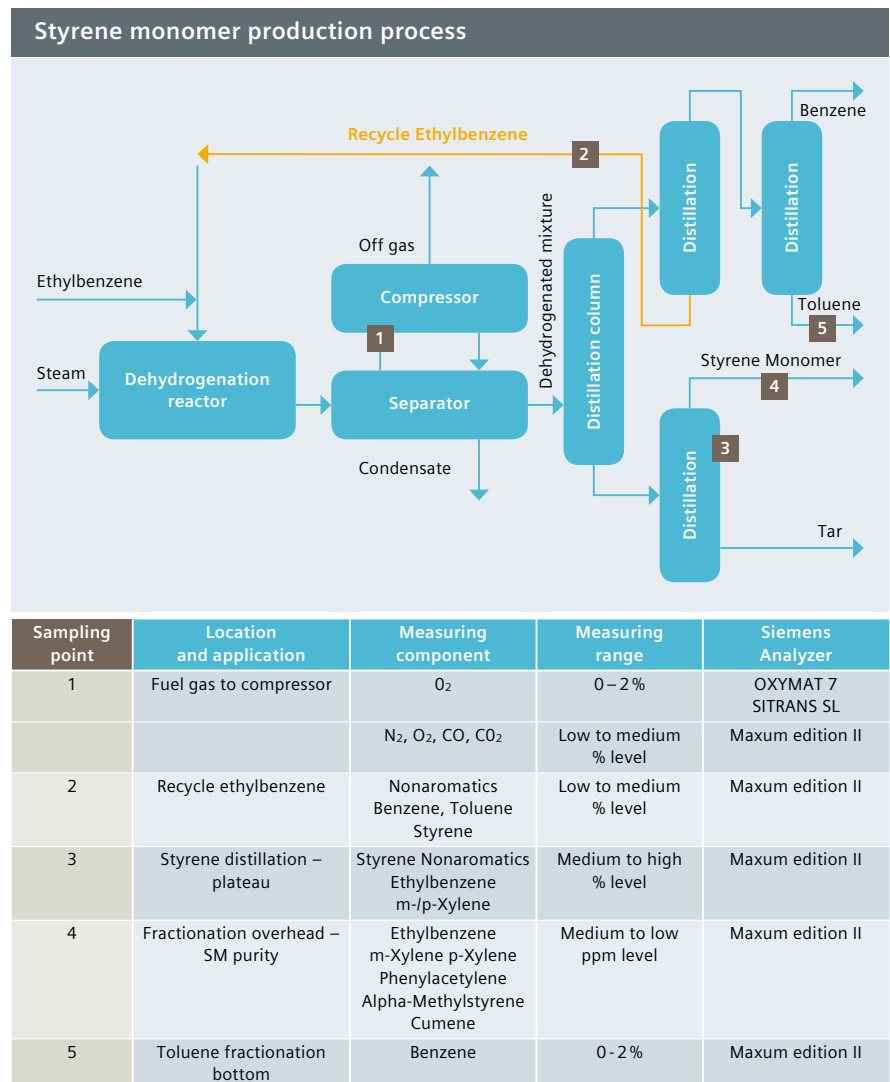 Styrene monomer production process
Benzene
Recycle Ethylbenzene
2
Distillation
Distillation
Dehydrogenated mixture
Off gas
Distillation column
Ethylbenzene
Compressor
Toluene
5
1
Styrene Monomer
4
Steam
Dehydrogenation
reactor
Separator
3
Distillation
Condensate
Tar
Sampling
point
Location
and application
Measuring
component
Measuring
range
Siemens
Analyzer
1
Fuel gas to compressor
0₂
0–2%
OXYMAT 7
SITRANS SL
N₂, O₂, CO, C0₂
Low to medium
% level
Maxum edition II
2
Recycle ethylbenzene
Nonaromatics
Benzene, Toluene
Styrene
Low to medium
% level
Maxum edition II
3
Styrene distillation –
plateau
Styrene Nonaromatics
Ethylbenzene
m-/p-Xylene
Medium to high
% level
Maxum edition II
4
Fractionation overhead –
SM purity
Ethylbenzene
m-Xylene p-Xylene
Phenylacetylene
Alpha-Methylstyrene
Cumene
Medium to low
ppm level
Maxum edition II
5
Toluene fractionation
bottom
Benzene
0-2%
Maxum edition II